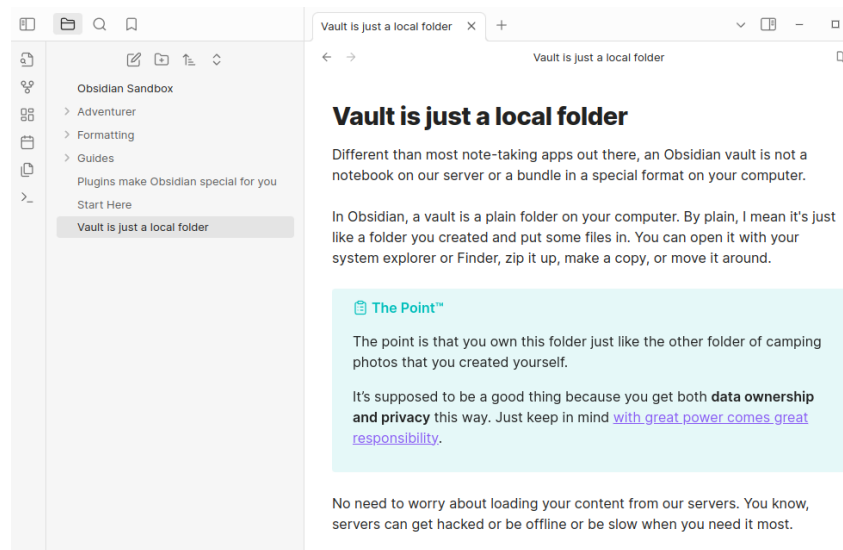 Vault is just a local folder
Vault is just a local folder
Obsidian Sandbox
Adventurer
Formatting
Guides
Plugins make Obsidian special for you
Start Here
Vault is just a local folder
Vault is just a local folder
Different than most note-taking apps out there, an Obsidian vault is not a
notebook on our server or a bundle in a special format on your computer.
In Obsidian, a vault is a plain folder on your computer. By plain, I mean it's just
like a folder you created and put some files in. You can open it with your
system explorer or Finder, zip it up, make a copy, or move it around.
The Point™
The point is that you own this folder just like the other folder of camping
photos that you created yourself.
It’s supposed to be a good thing because you get both data ownership
and privacy this way. Just keep in mind with great power comes great
responsibility.
No need to worry about loading your content from our servers. You know,
servers can get hacked or be offline or be slow when you need it most.